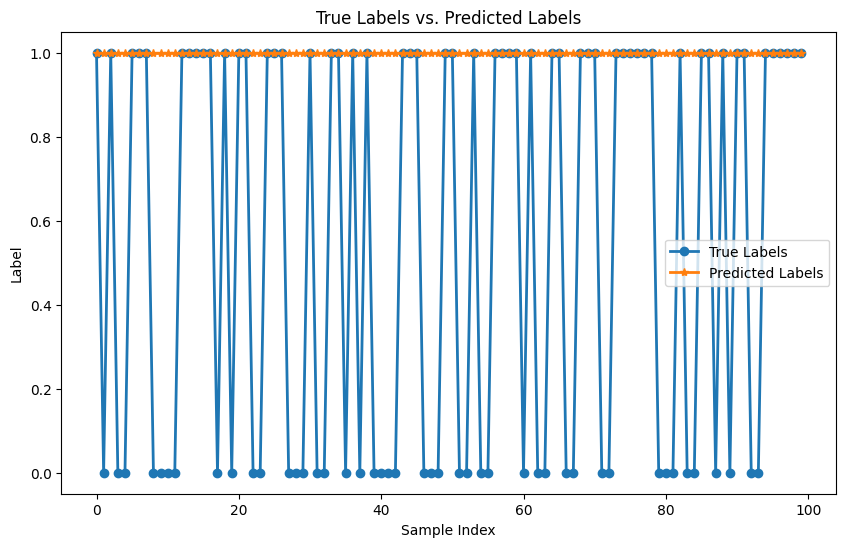 True Labels vs. Predicted Labels
1.0
0.8
0.6
0.4
0.2
0.0
Label
True Labels
Predicted Labels
0
20
40
60
80
100
Sample Index